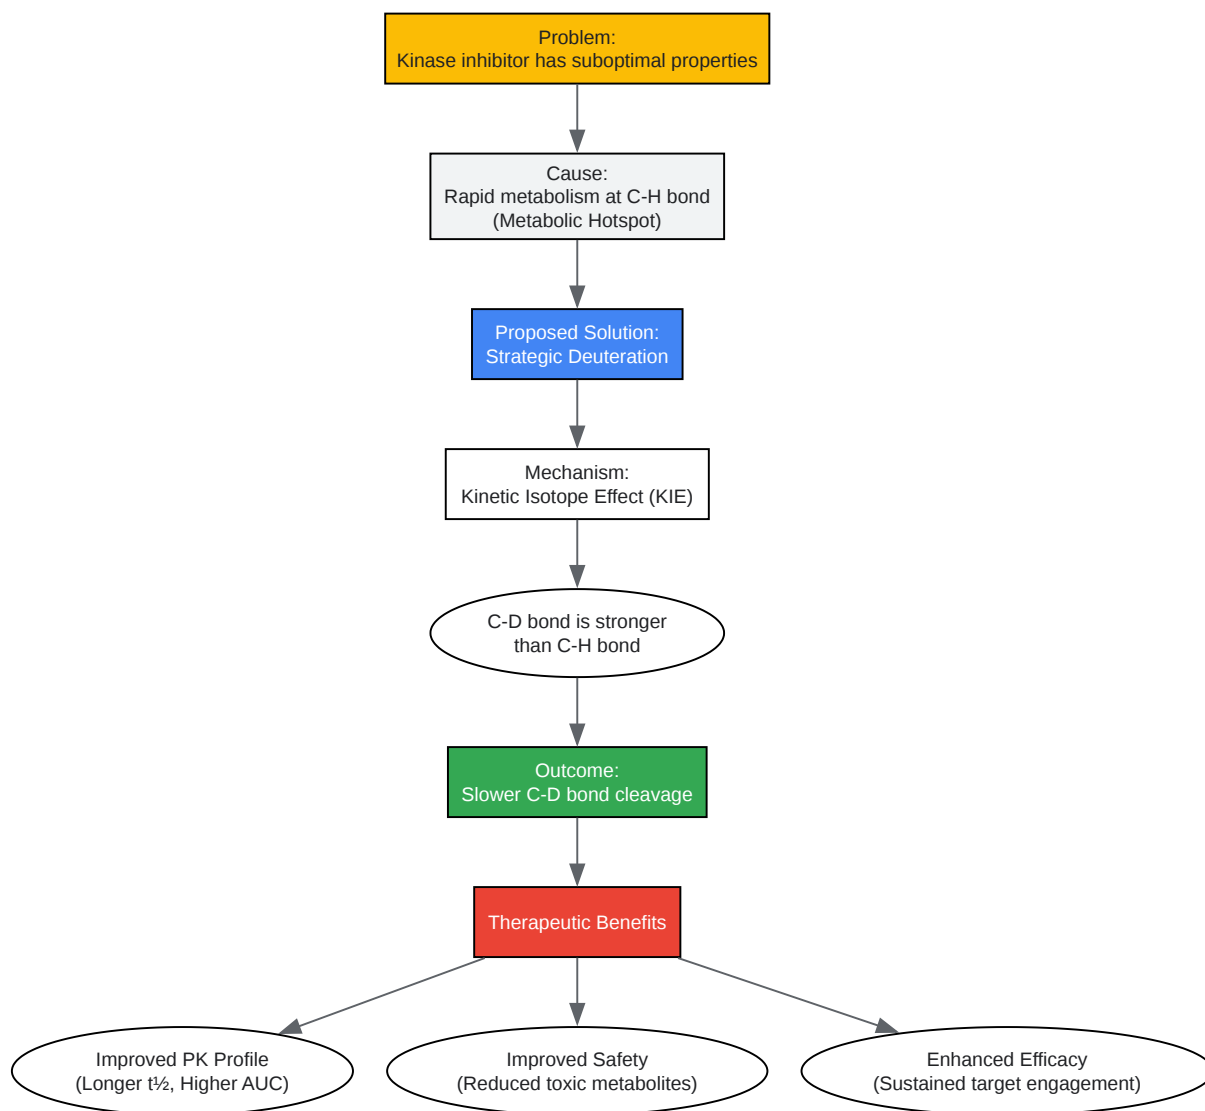 Problem:
Kinase inhibitor has suboptimal properties
Cause:
Rapid metabolism at C-H bond
(Metabolic Hotspot)
Proposed Solution:
Strategic Deuteration
Mechanism:
Kinetic Isotope Effect (KIE)
C-D bond is stronger
than C-H bond
Outcome:
Slower C-D bond cleavage
Therapeutic Benefits
Improved PK Profile
(Longer t½, Higher AUC)
Improved Safety
(Reduced toxic metabolites)
Enhanced Efficacy
(Sustained target engagement)